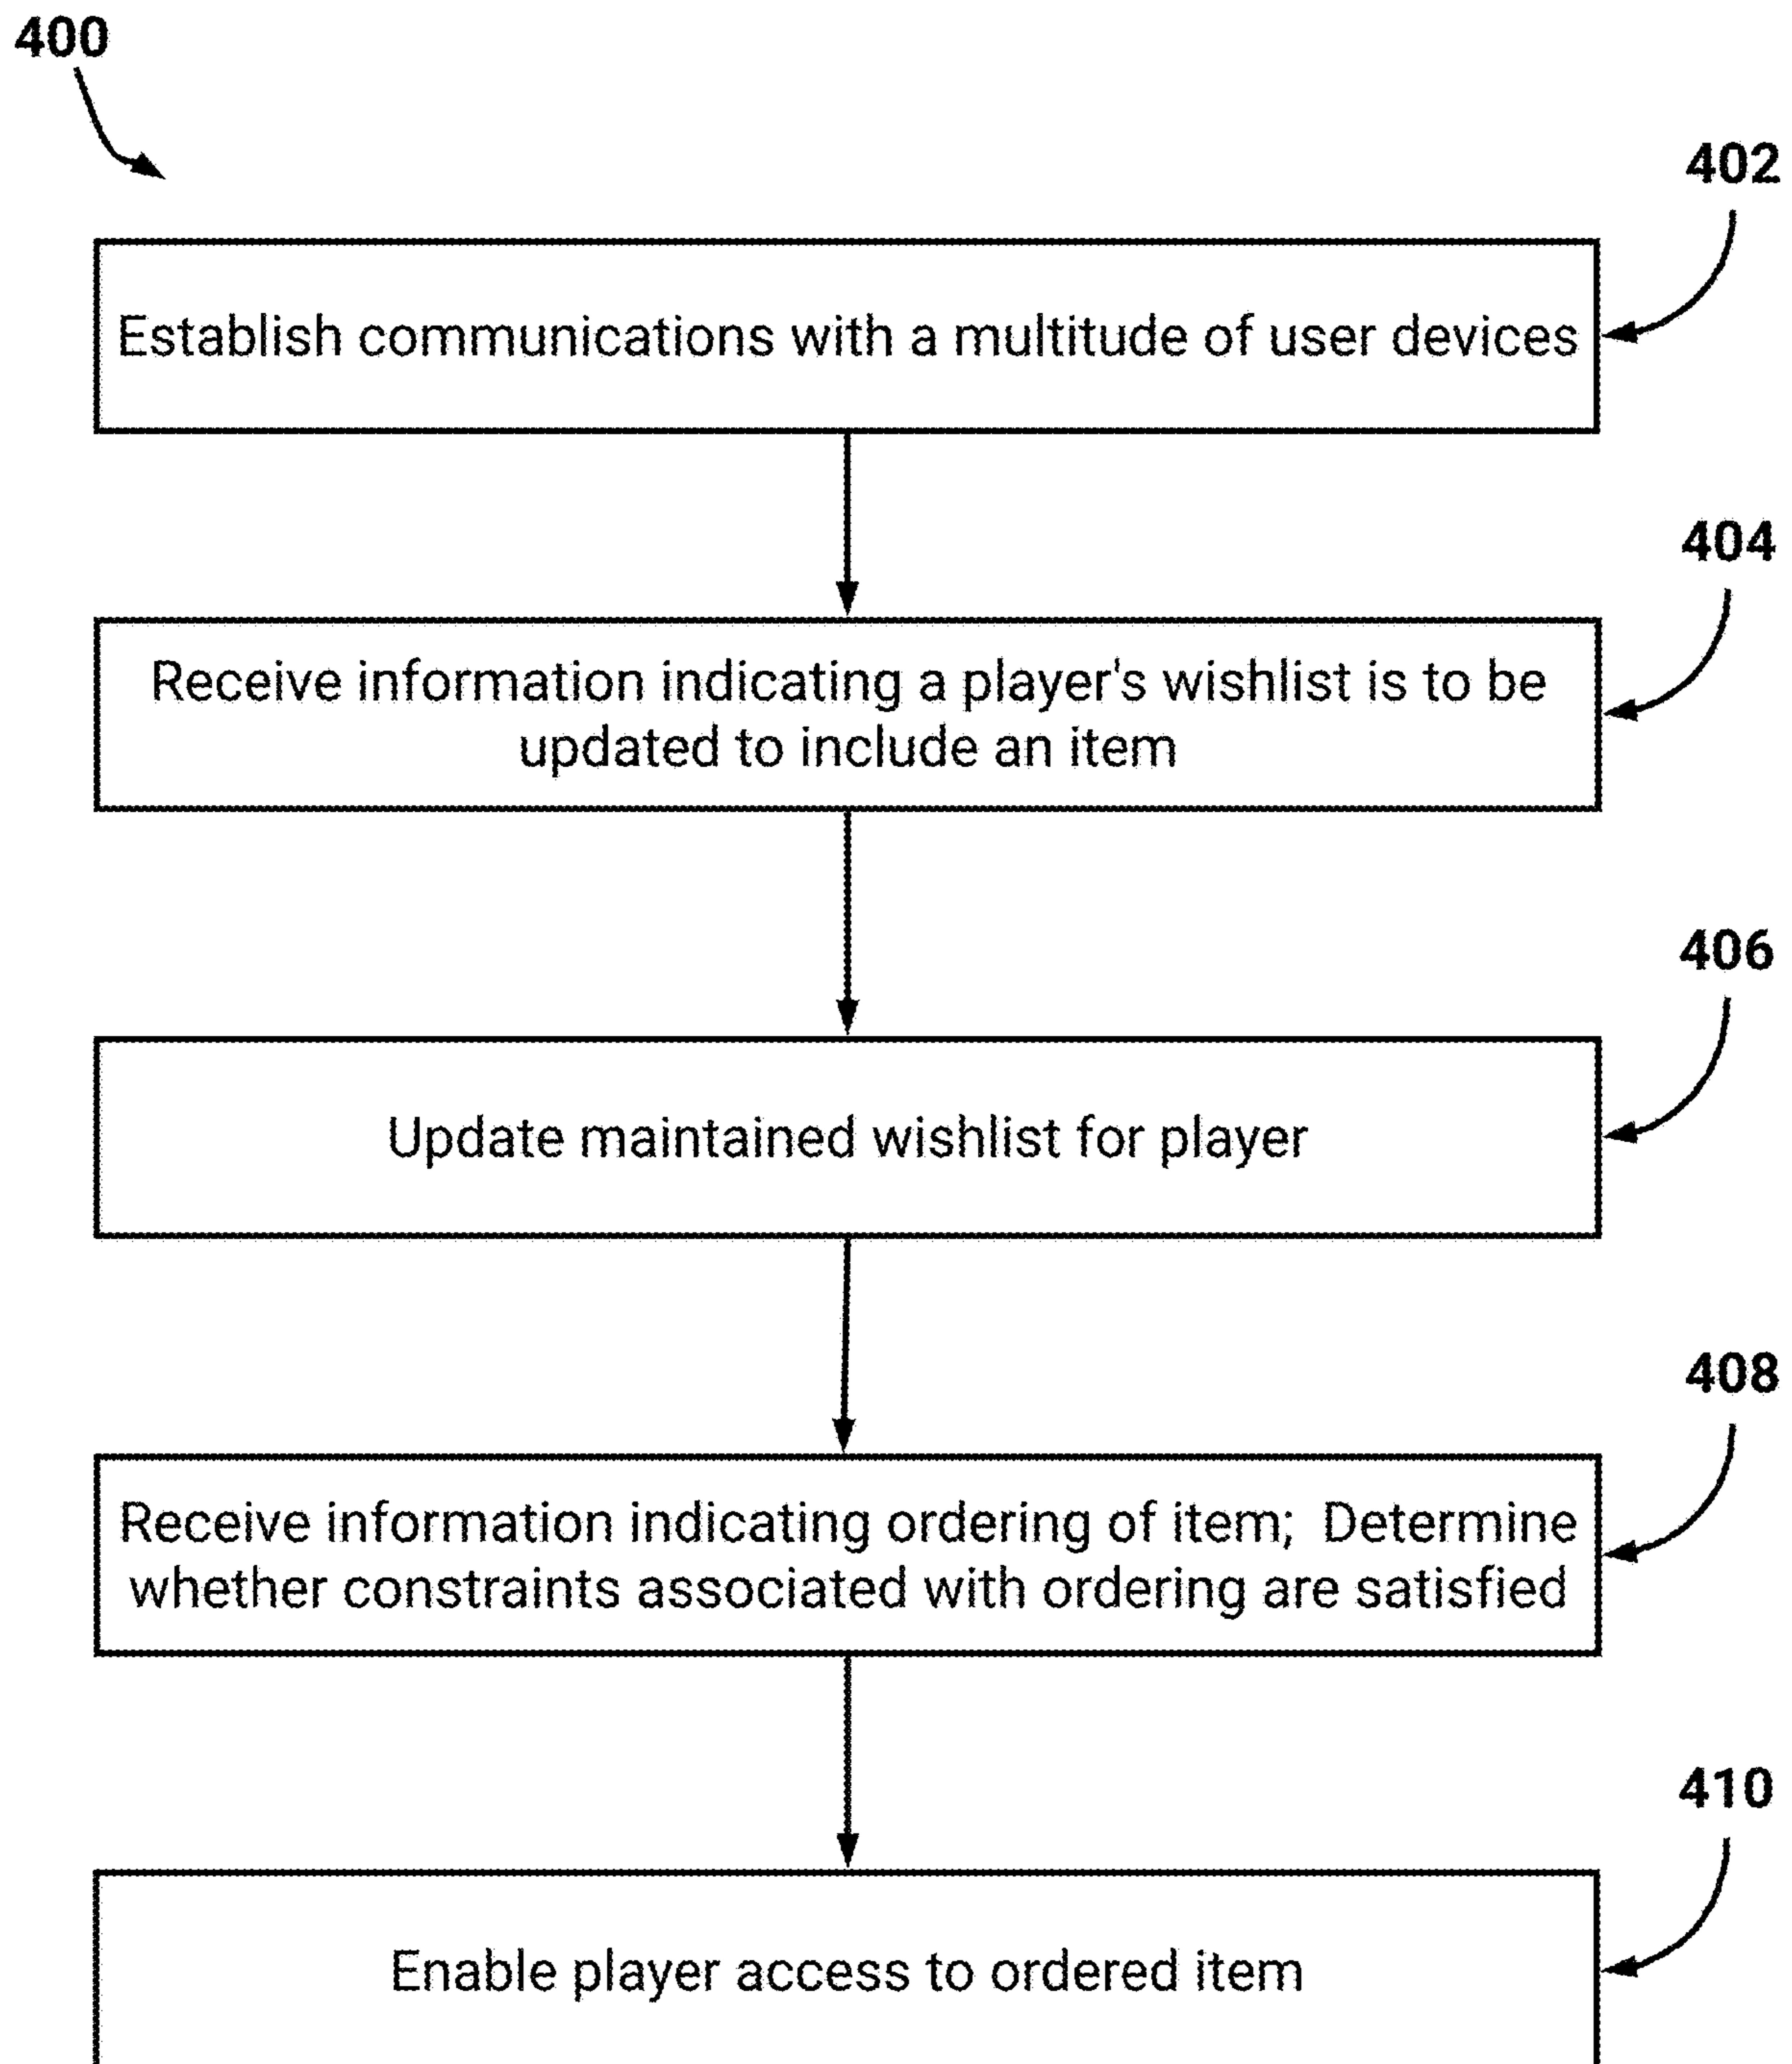 400
402
Establish communications with a multitude of user devices
404
Receive information indicating a player's wishlist is to be
updated to include an item
406
Update maintained wishlist for player
408
Receive information indicating ordering of item; Determine
whether constraints associated with ordering are satisfied
410
Enable player access to ordered item